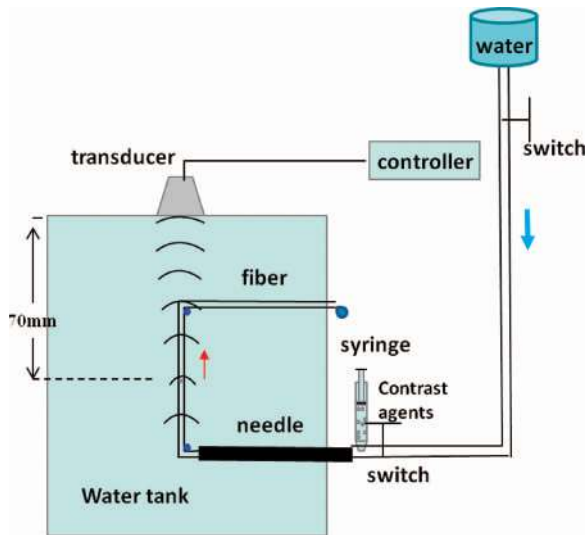 water
switch
transducer
controller
fiber
70mm
syringe
Contrast
agents
needle
switch
Water tank